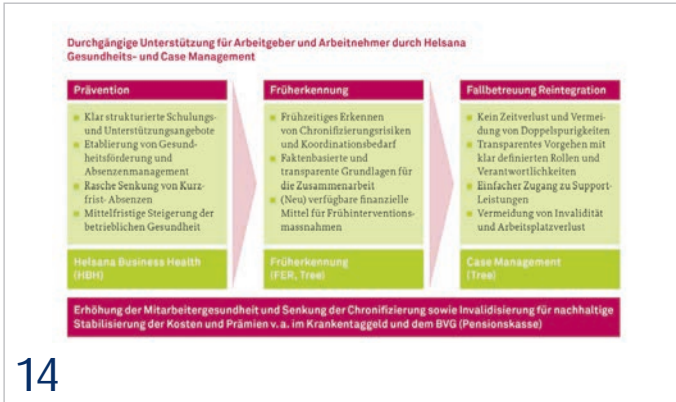 Durchgängige Unterstützung für Arbeitgeber und Arbeitnehmer durch Helsana
Gesundheits- und Case Management
Prävention
Klar strukturierte Schulungs-
und Unterstützungsangebote
Etablierung von Gesund-
heitsförderung und
Absenzenmanagement
Rasche Senkung von Kurz-
frist-Absenzen
Mittelfristige Steigerung der
betrieblichen Gesundheit
Helsana Business Health
(HBH)
Früherkennung
Frühzeitiges Erkennen
von Chronifizierungsrisiken
und Koordinationsbedarf
Faktenbasierte und
transparente Grundlagen für
die Zusammenarbeit
(Neu) verfügbare finanzielle
Mittel für Frühinterventions-
massnahmen
Früherkennung
(FER, Tree)
Fallbetreuung Reintegration
Kein Zeitverlust und Vermei-
dung von Doppelspurigkeiten
Transparentes Vorgehen mit
klar definierten Rollen und
Verantwortlichkeiten
Einfacher Zugang zu Support-
Leistungen
Vermeidung von Invalidität
und Arbeitsplatzverlust
Case Management
(Tree)
Erhöhung der Mitarbeitergesundheit und Senkung der Chronifizierung sowie Invalidisierung für nachhaltige
Stabilisierung der Kosten und Prämien v. a. im Krankentaggeld und dem BVG (Pensionskasse)
14